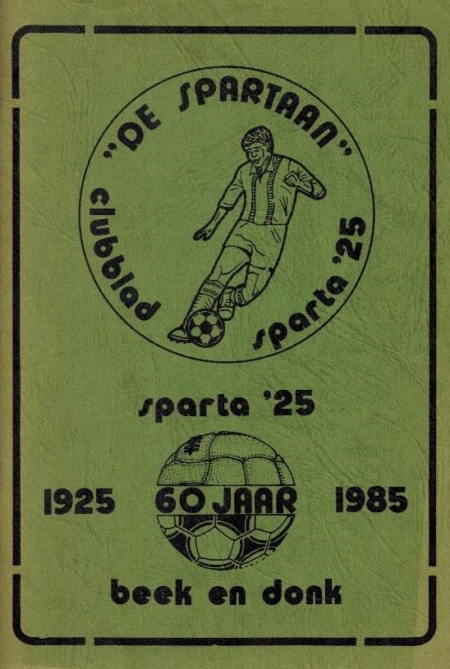 "DE SPARTAAN"
clubblad
sparta '25
sparta '25
1925 60 JAAR 1985
beek en donk